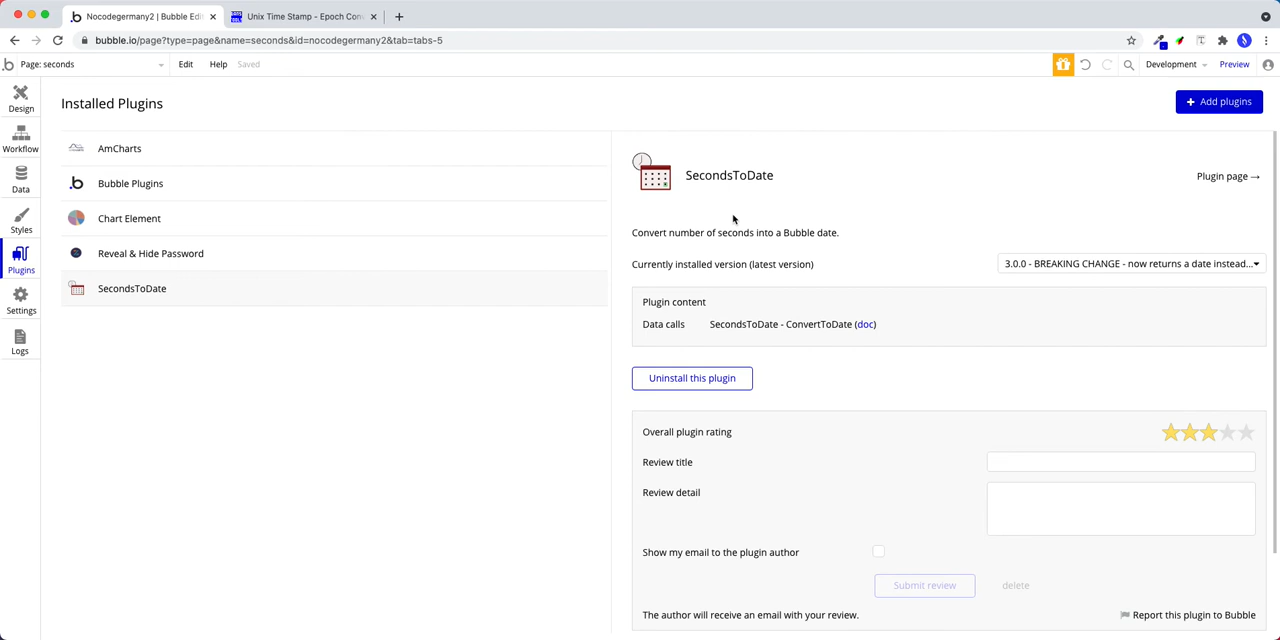 Nocodegermany2 | Bubble Edi
Unix Time Stamp - Epoch Con
bubble.io/page?type=page&name=seconds&id=nocodegermany2&tab=tabs-5
Page: seconds
Edit
Help
Saved
Development
Preview
Design
Workflow
Data
Styles
Plugins
Settings
Logs
Installed Plugins
+ Add plugins
AmCharts
Bubble Plugins
Chart Element
Reveal & Hide Password
SecondsToDate
SecondsToDate
Plugin page →
Convert number of seconds into a Bubble date.
Currently installed version (latest version)
3.0.0 - BREAKING CHANGE - now returns a date instead...
Plugin content
Data calls SecondsToDate - ConvertToDate (doc)
Uninstall this plugin
Overall plugin rating
Review title
Review detail
Show my email to the plugin author
Submit review
delete
The author will receive an email with your review.
Report this plugin to Bubble